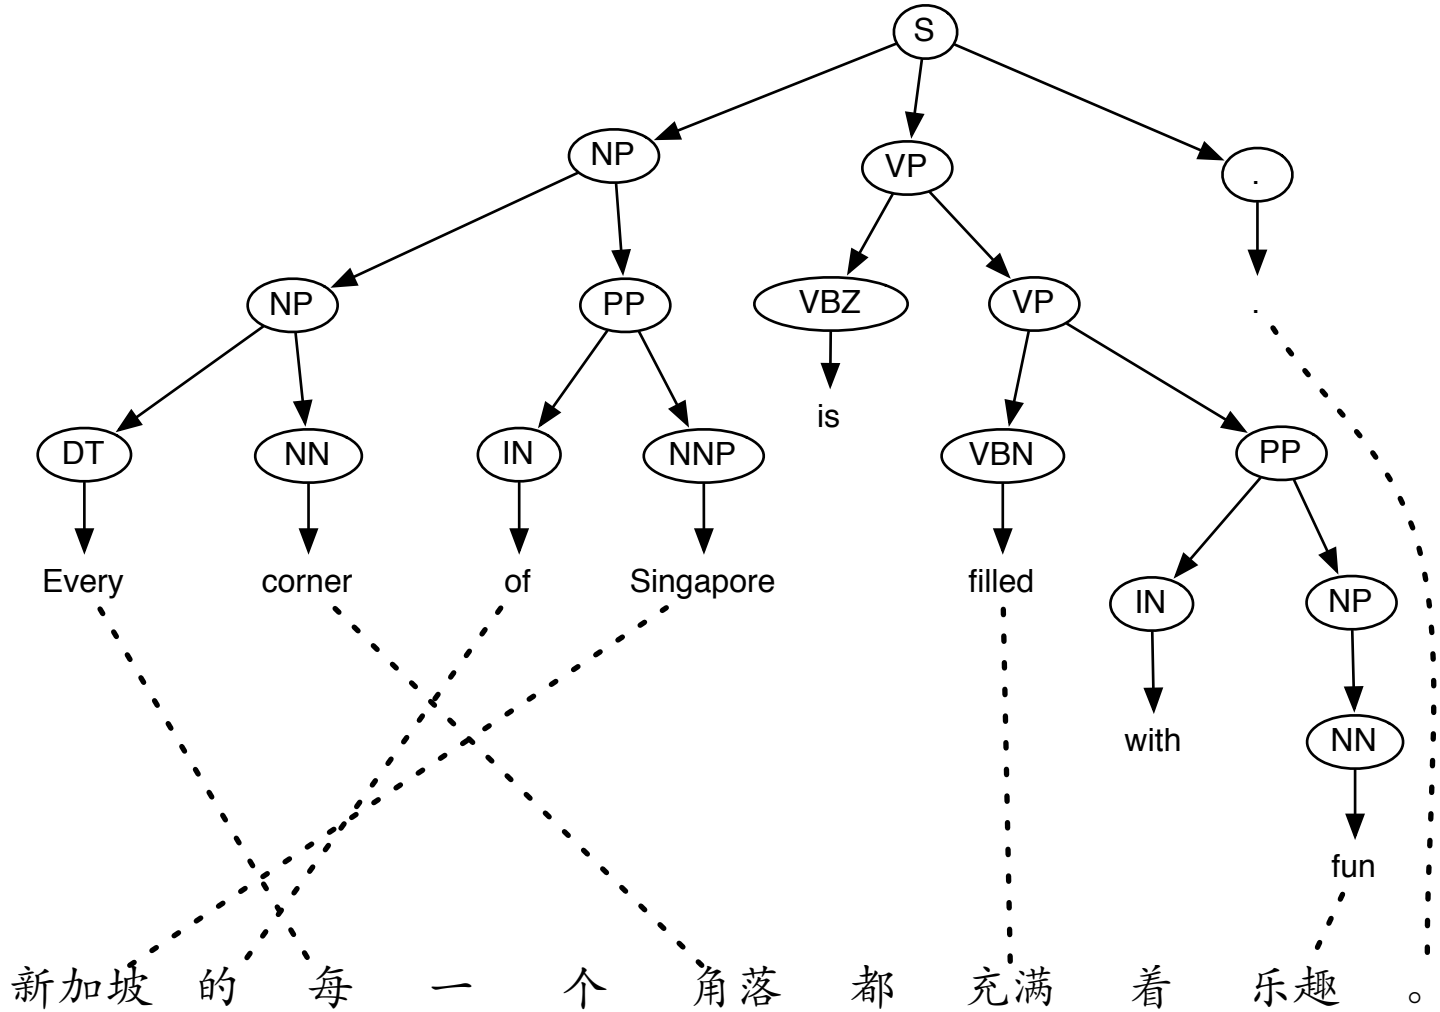 S
NP VP .
NP PP VBZ VP .
DT NN IN NNP is VBN PP
Every corner of Singapore filled IN NP
with NN
fun
新加坡 的 每 一 个 角落 都 充满 着 乐趣 。